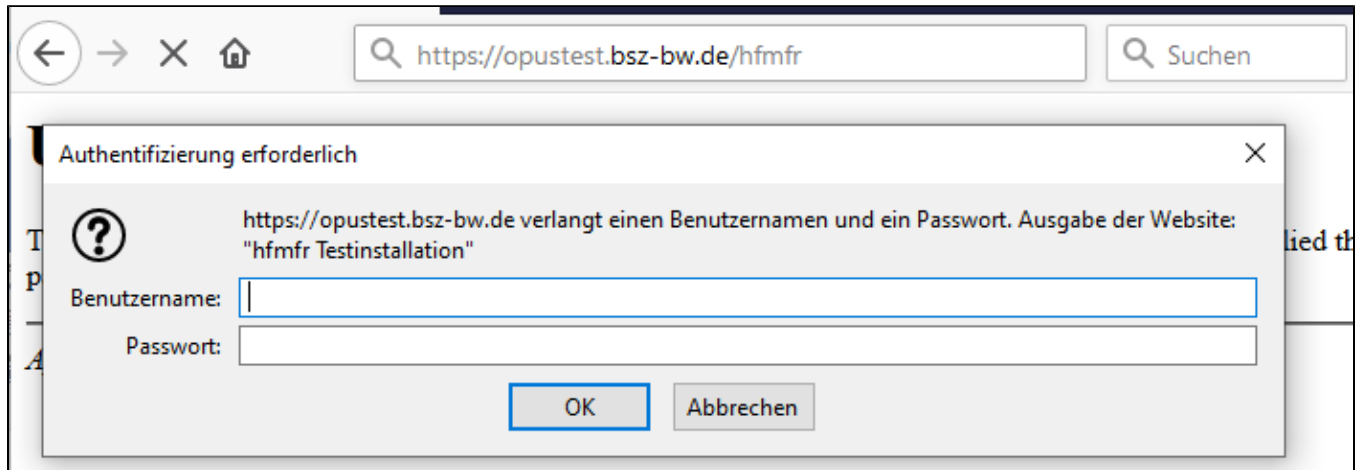 https://opustest.bsz-bw.de/hfmfr
Suchen
Authentifizierung erforderlich
https://opustest.bsz-bw.de verlangt einen Benutzernamen und ein Passwort. Ausgabe der Website:
"hfmfr Testinstallation"
Benutzername:
Passwort:
OK
Abbrechen